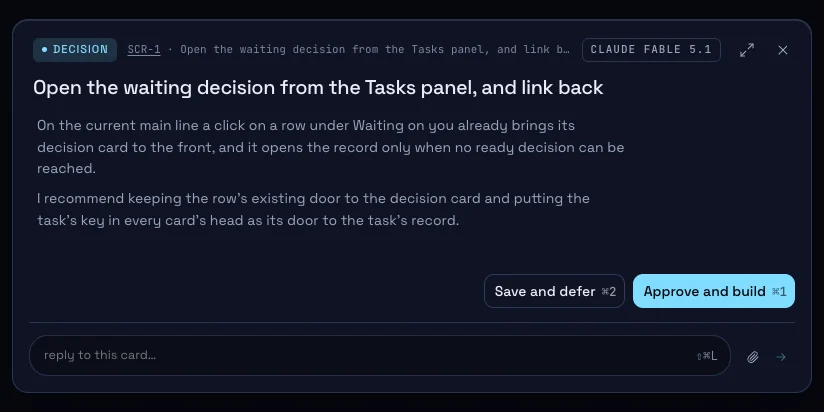 DECISION SCR-1 · Open the waiting decision from the Tasks panel, and link b… CLAUDE FABLE 5.1
Open the waiting decision from the Tasks panel, and link back
On the current main line a click on a row under Waiting on you already brings its
decision card to the front, and it opens the record only when no ready decision can be
reached.
I recommend keeping the row's existing door to the decision card and putting the
task's key in every card's head as its door to the task's record.
Save and defer ⌘2 Approve and build ⌘1
reply to this card… ⇧⌘L